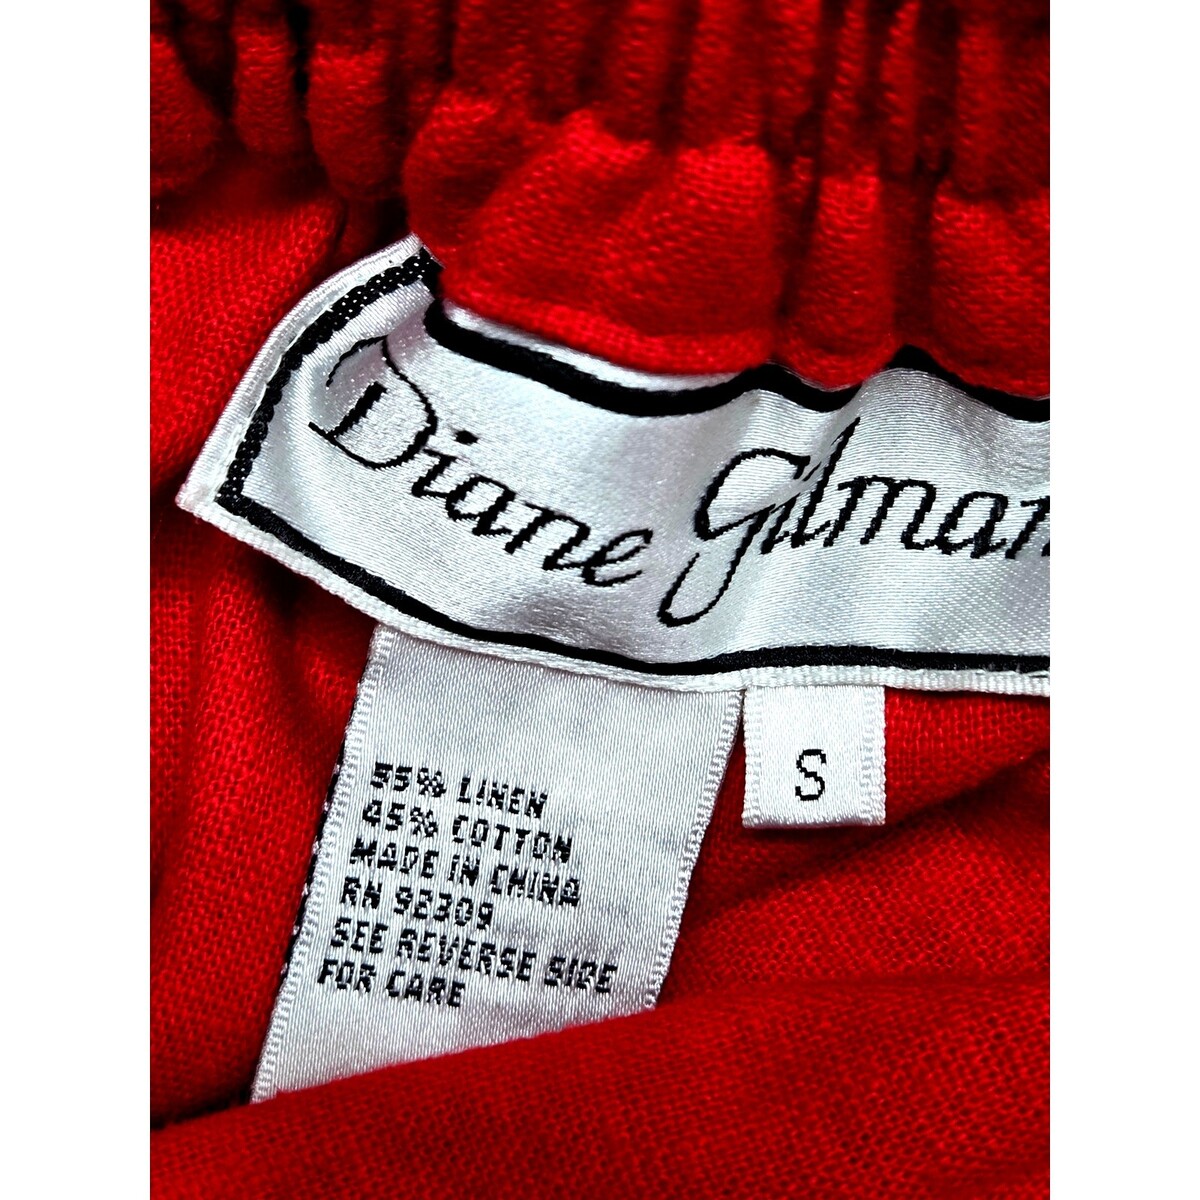 Diane Gilman
S
55% LINEN
45% COTTON
MADE IN CHINA
RN 92309
SEE REVERSE SIDE
FOR CARE